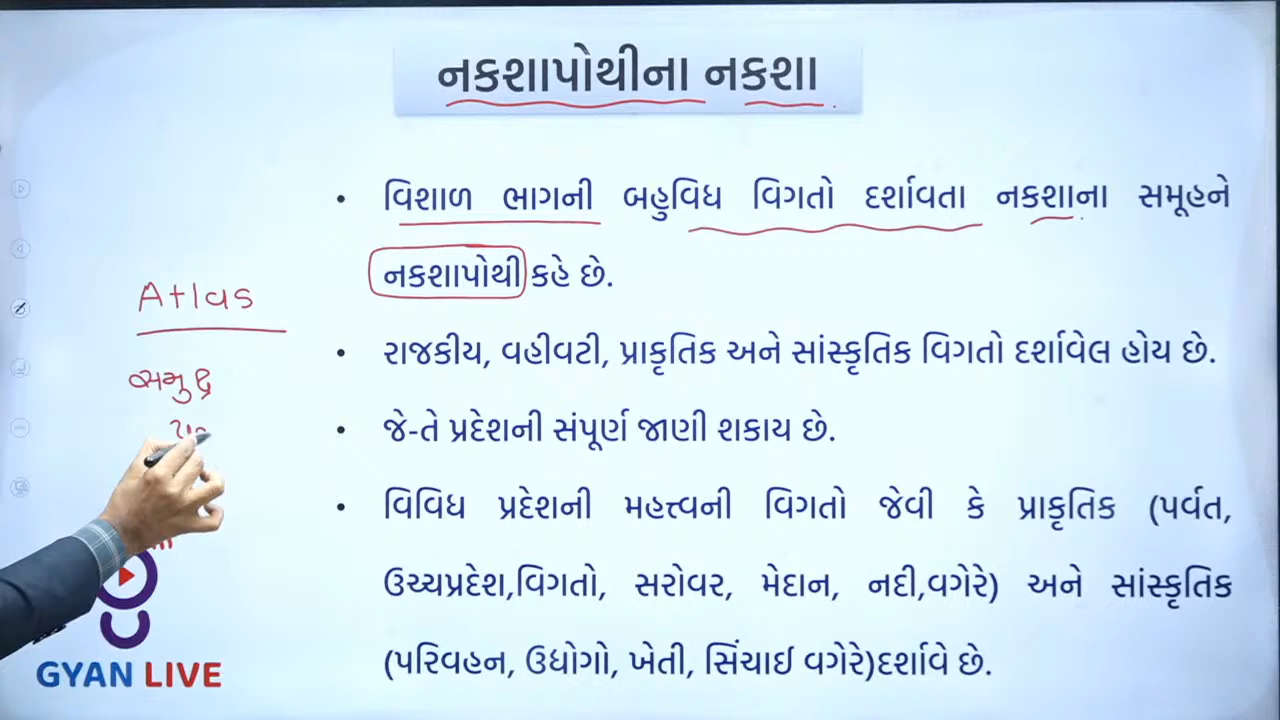 નકશાપોથીના નકશા
• વિશાળ ભાગની બહુવિધ વિગતો દર્શાવતા નકશાના સમૂહને
નકશાપોથી કહે છે.
Atlas
સમુદ્ર
• રાજકીય, વહીવટી, પ્રાકૃતિક અને સાંસ્કૃતિક વિગતો દર્શાવેલ હોય છે.
• જે-તે પ્રદેશની સંપૂર્ણ જાણી શકાય છે.
• વિવિધ પ્રદેશની મહત્ત્વની વિગતો જેવી કે પ્રાકૃતિક (પર્વત,
ઉચ્ચપ્રદેશ,વિગતો, સરોવર, મેદાન, નદી,વગેરે) અને સાંસ્કૃતિક
(પરિવહન, ઉધોગો, ખેતી, સિંચાઈ વગેરે)દર્શાવે છે.
GYAN LIVE